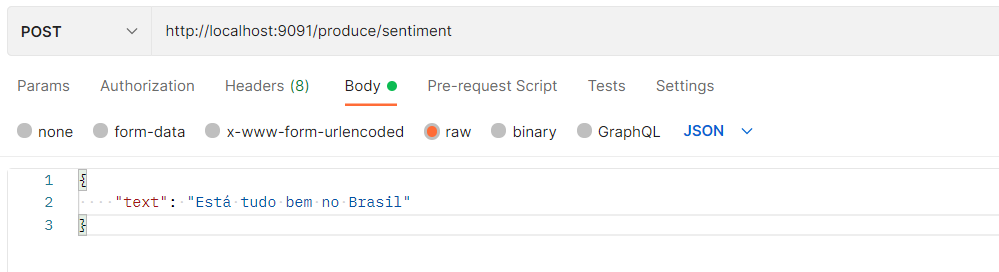 POST http://localhost:9091/produce/sentiment
Params Authorization Headers (8) Body Pre-request Script Tests Settings
none form-data x-www-form-urlencoded raw binary GraphQL JSON
1 {
2 "text": "Está tudo bem no Brasil"
3 }